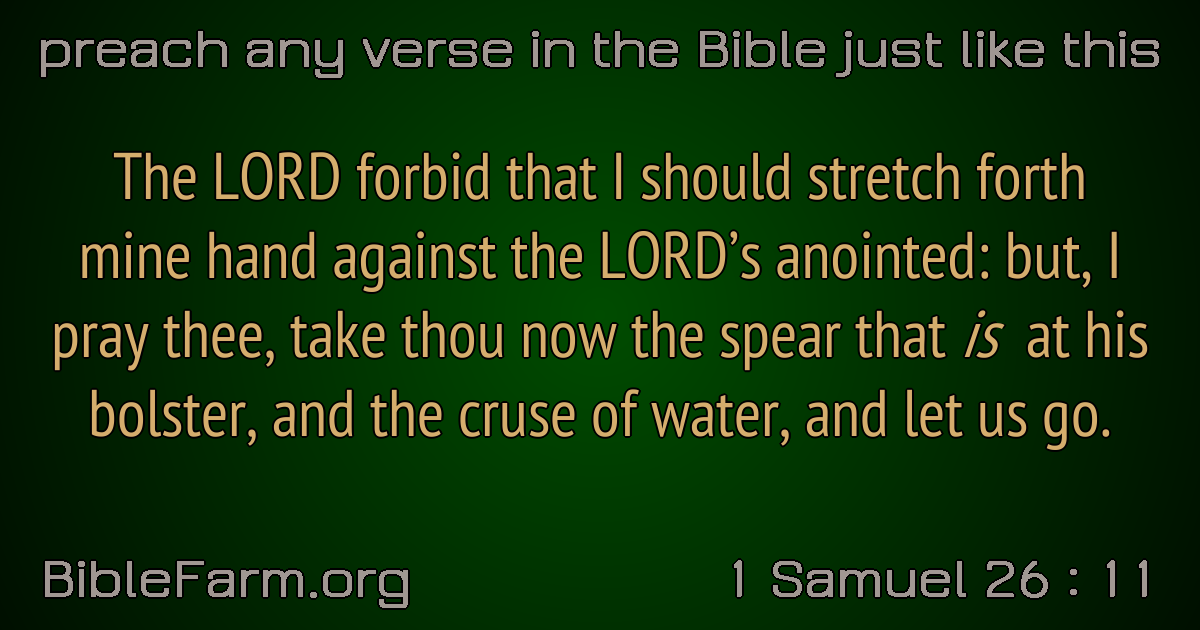 preach any verse in the Bible just like this
The LORD forbid that I should stretch forth
mine hand against the LORD’s anointed: but, I
pray thee, take thou now the spear that is at his
bolster, and the cruse of water, and let us go.
BibleFarm.org
1 Samuel 26 : 11